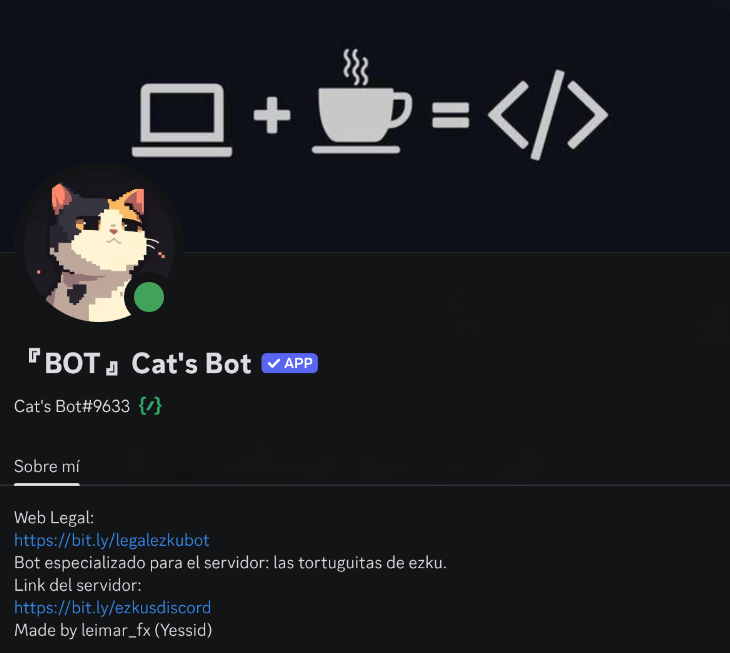 『BOT』 Cat's Bot ✓ APP
Cat's Bot#9633 {/}
Sobre mí
Web Legal:
https://bit.ly/legalezkubot
Bot especializado para el servidor: las tortuguitas de ezku.
Link del servidor:
https://bit.ly/ezkusdiscord
Made by leimar_fx (Yessid)